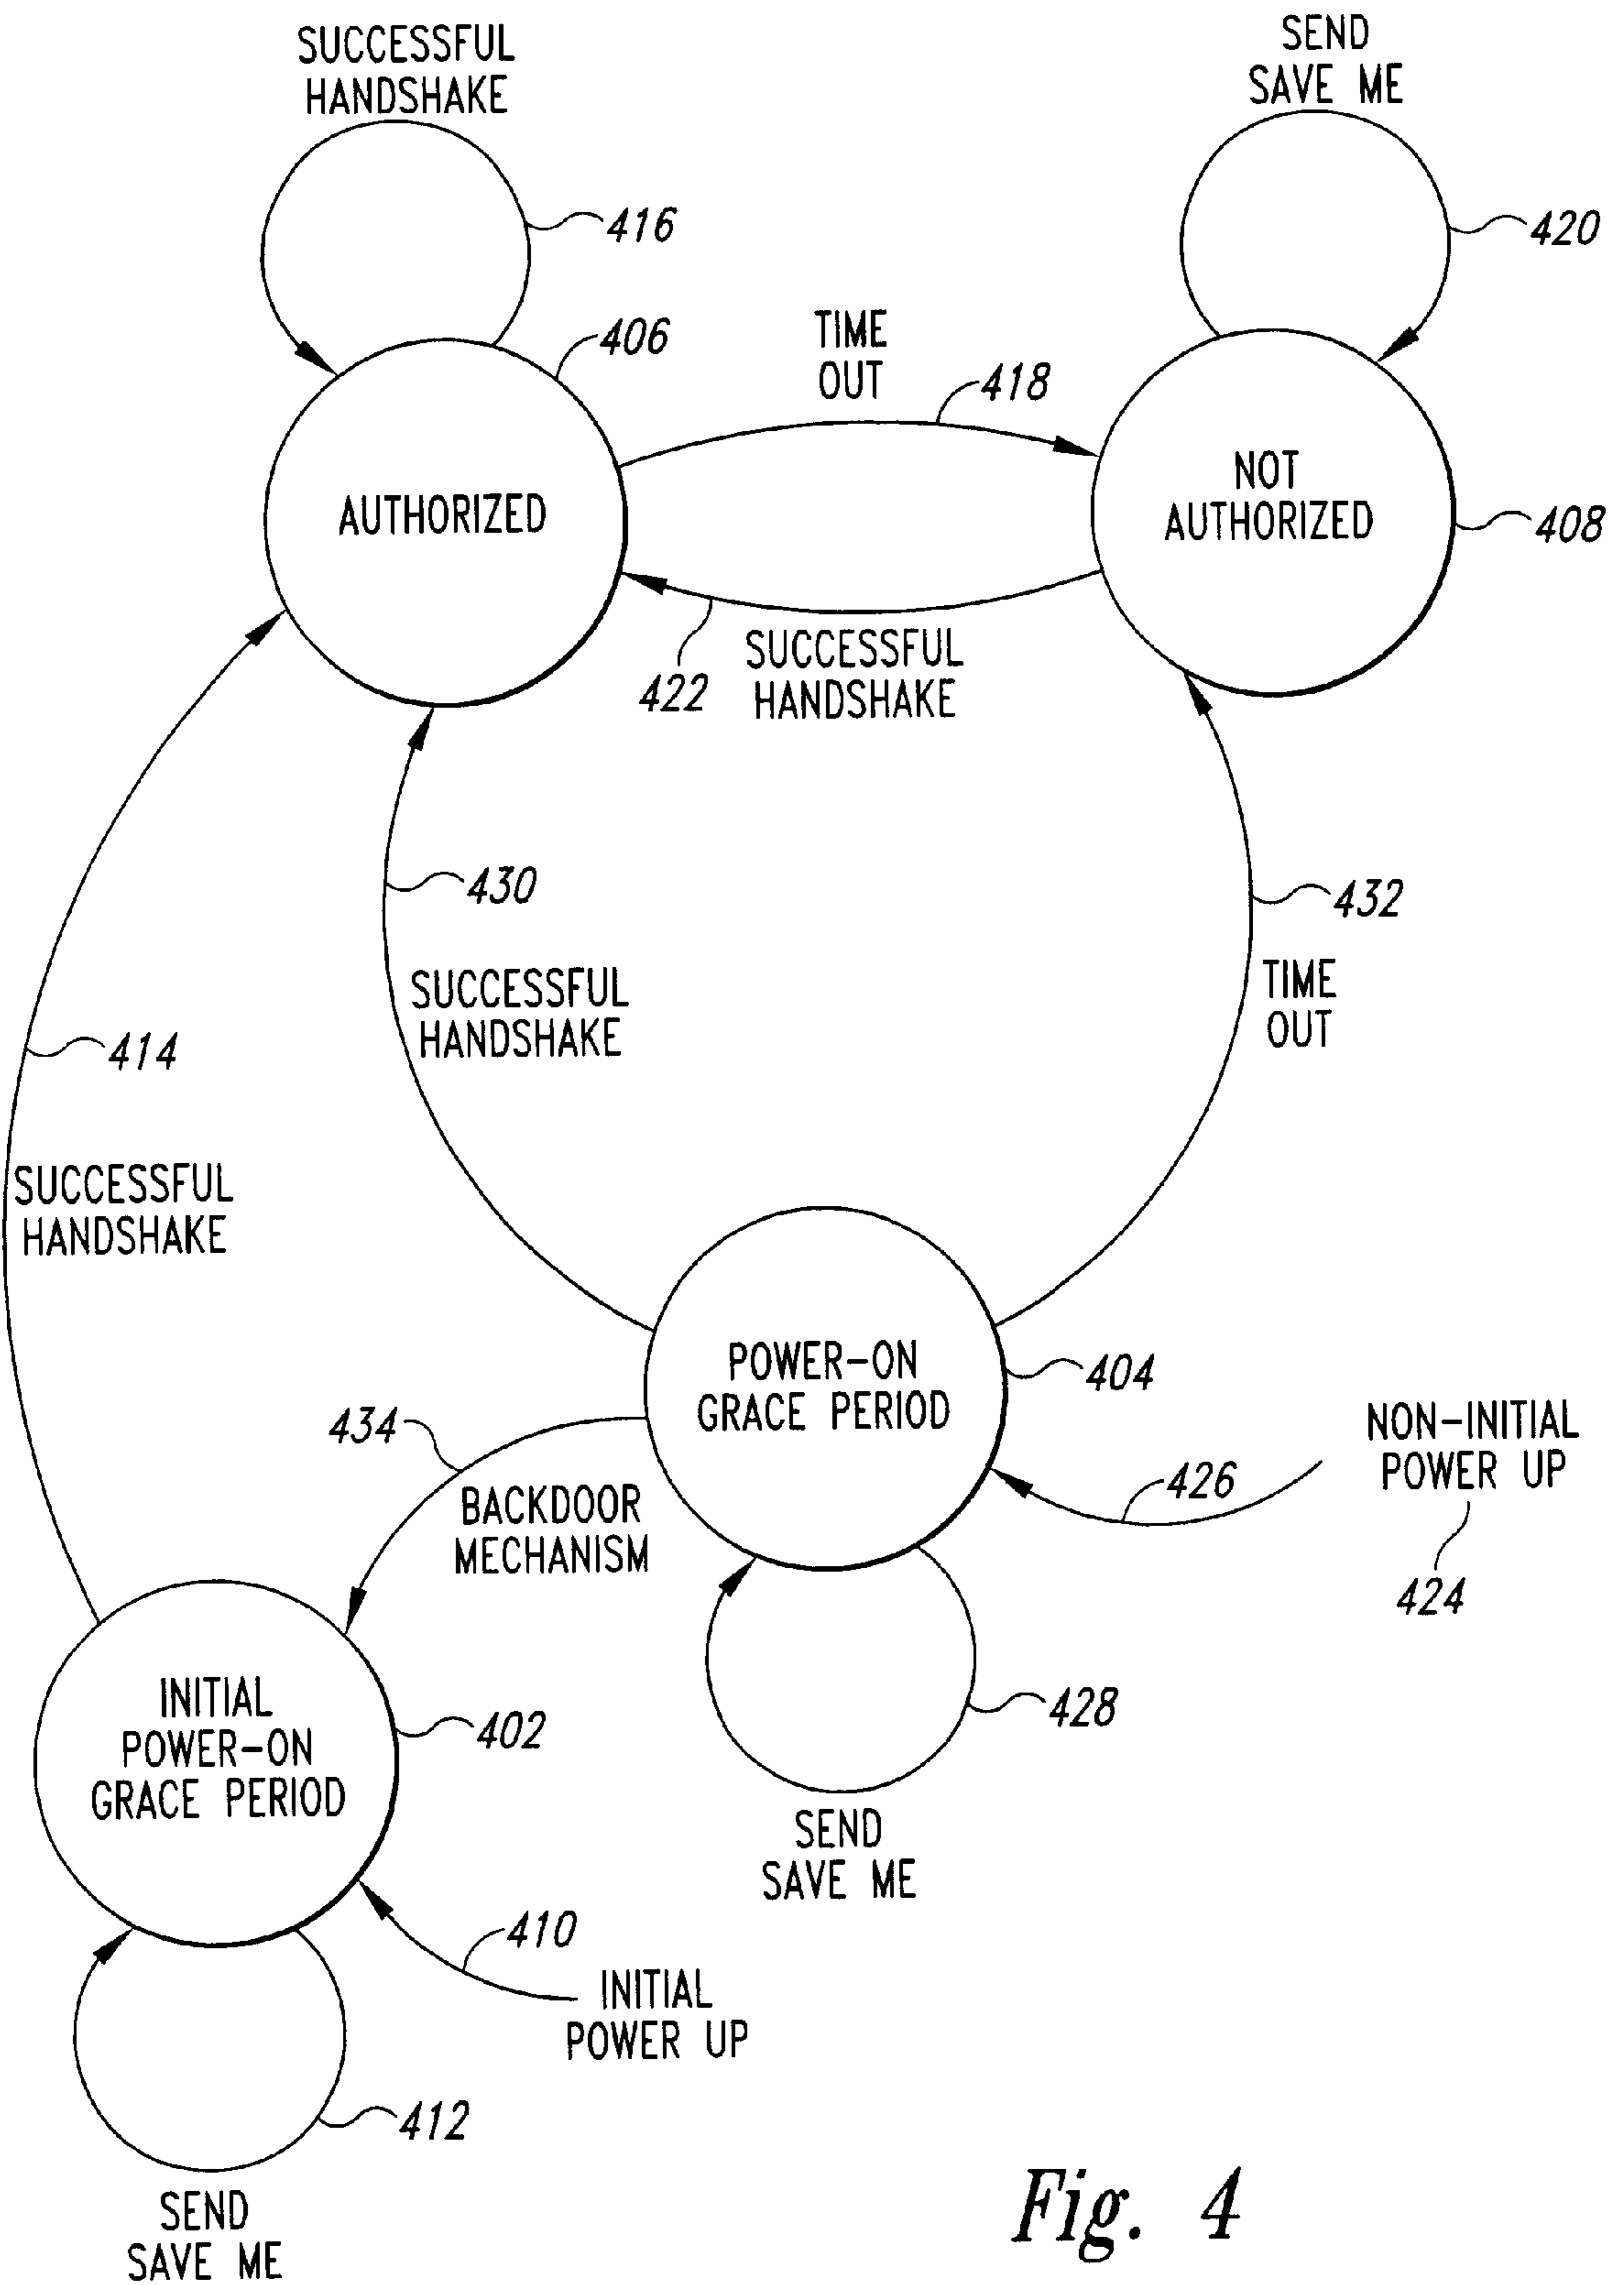 SUCCESSFUL
HANDSHAKE
SEND
SAVE ME
416
420
406
TIME
OUT
418
AUTHORIZED
NOT
AUTHORIZED
408
SUCCESSFUL
HANDSHAKE
422
430
432
SUCCESSFUL
HANDSHAKE
TIME
OUT
414
SUCCESSFUL
HANDSHAKE
POWER-ON
GRACE PERIOD
404
434
NON-INITIAL
POWER UP
426
BACKDOOR
MECHANISM
424
INITIAL
POWER-ON
GRACE PERIOD
402
428
SEND
SAVE ME
410
INITIAL
POWER UP
412
SEND
SAVE ME
Fig. 4